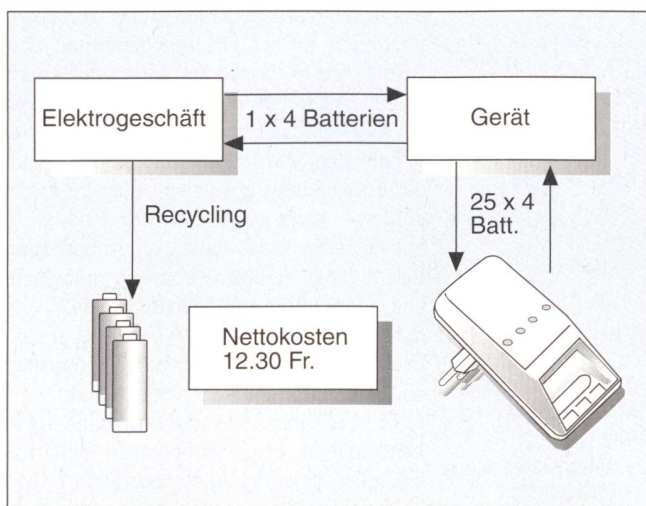 Elektrogeschäft
1 x 4 Batterien
Gerät
Recycling
25 x 4
Batt.
Nettokosten
12.30 Fr.